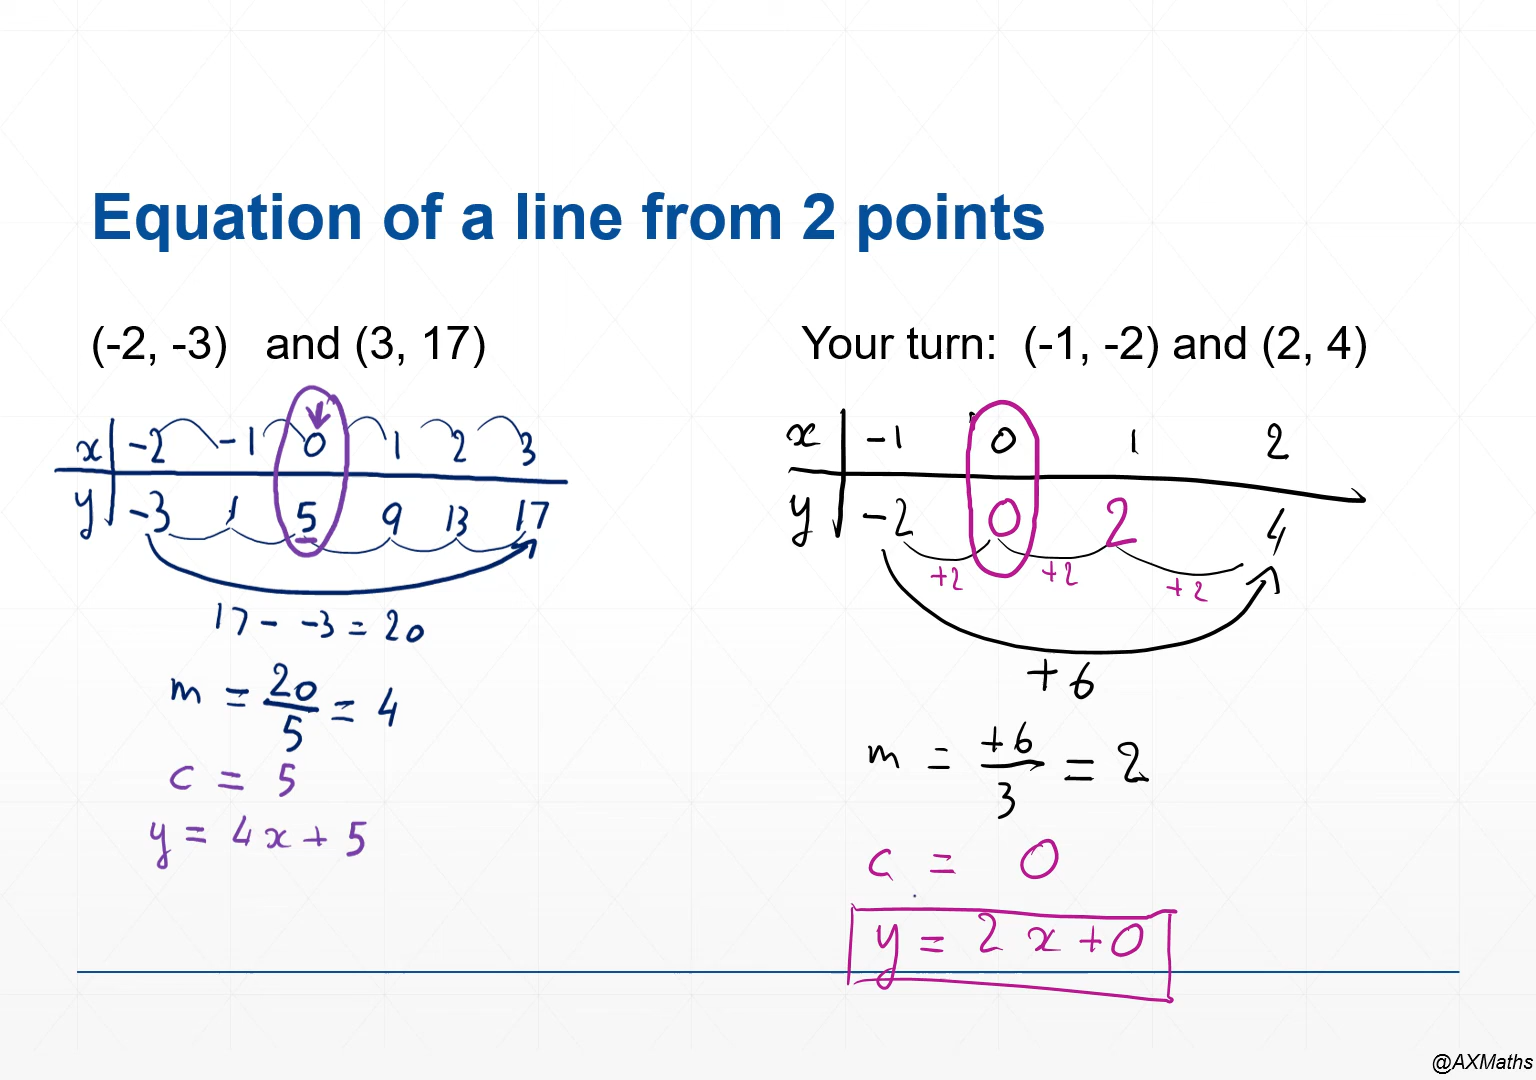 Equation of a line from 2 points
(-2, -3) and (3, 17)
x -2 -1 0 1 2 3
y -3 1 5 9 13 17
17 - -3 = 20
m = 20/5 = 4
c = 5
y = 4x + 5
Your turn: (-1, -2) and (2, 4)
x -1 0 1 2
y -2 0 2 4
+2 +2 +2
+6
m = +6/3 = 2
c = 0
y = 2x + 0
@AXMaths